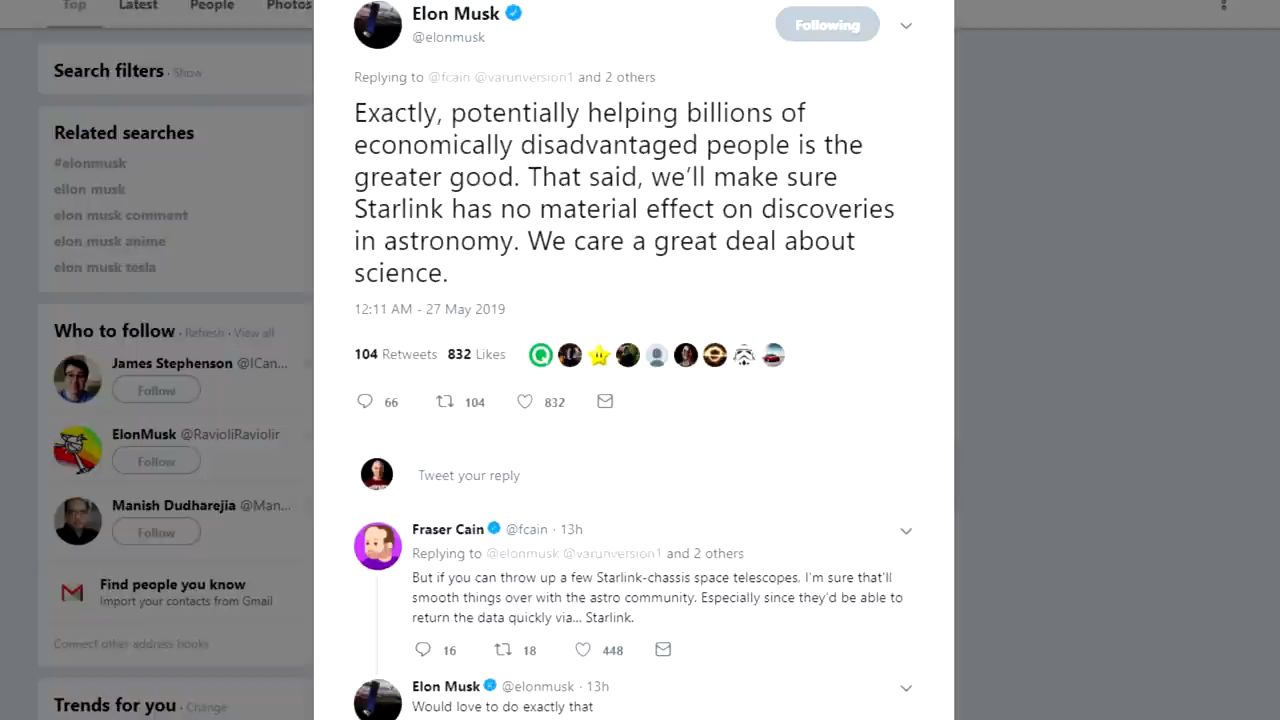 Top Latest People Photos
Search filters · Show
Related searches
#elonmusk
ellon musk
elon musk comment
elon musk anime
elon musk tesla
Who to follow · Refresh · View all
James Stephenson @ICan...
Follow
ElonMusk @RavioliRaviolir
Follow
Manish Dudharejia @Man...
Follow
Find people you know
Import your contacts from Gmail
Connect other address books
Trends for you · Change
Elon Musk
@elonmusk
Following
Replying to @fcain @varunversion1 and 2 others
Exactly, potentially helping billions of
economically disadvantaged people is the
greater good. That said, we’ll make sure
Starlink has no material effect on discoveries
in astronomy. We care a great deal about
science.
12:11 AM - 27 May 2019
104 Retweets 832 Likes
66 104 832
Tweet your reply
Fraser Cain @fcain · 13h
Replying to @elonmusk @varunversion1 and 2 others
But if you can throw up a few Starlink-chassis space telescopes, I'm sure that'll
smooth things over with the astro community. Especially since they'd be able to
return the data quickly via... Starlink.
16 18 448
Elon Musk @elonmusk · 13h
Would love to do exactly that